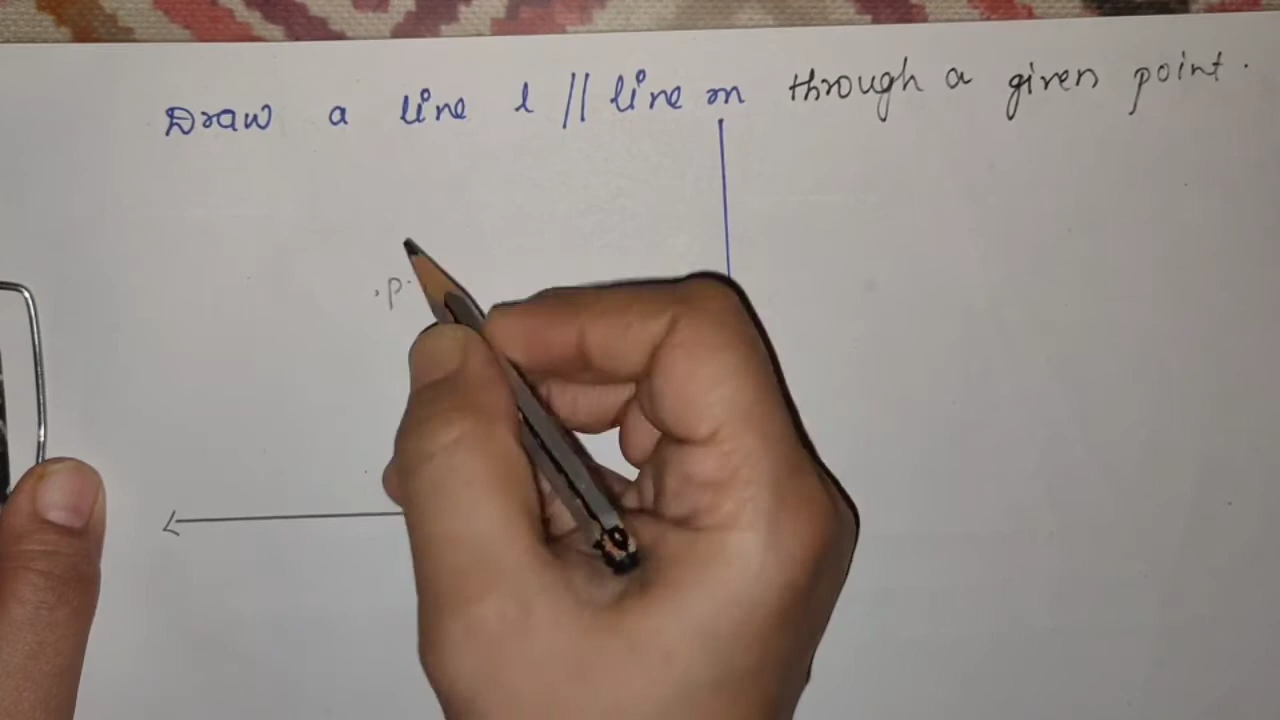 Draw a line l // line m through a given point.
.P.